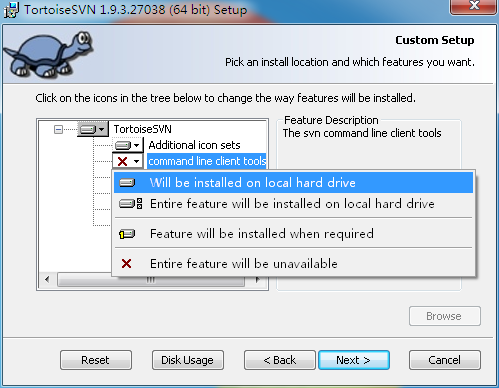 TortoiseSVN 1.9.3.27038 (64 bit) Setup
Custom Setup
Pick an install location and which features you want.
Click on the icons in the tree below to change the way features will be installed.
TortoiseSVN
Additional icon sets
command line client tools
Feature Description
The svn command line client tools
Will be installed on local hard drive
Entire feature will be installed on local hard drive
Feature will be installed when required
Entire feature will be unavailable
Browse
Reset
Disk Usage
< Back
Next >
Cancel